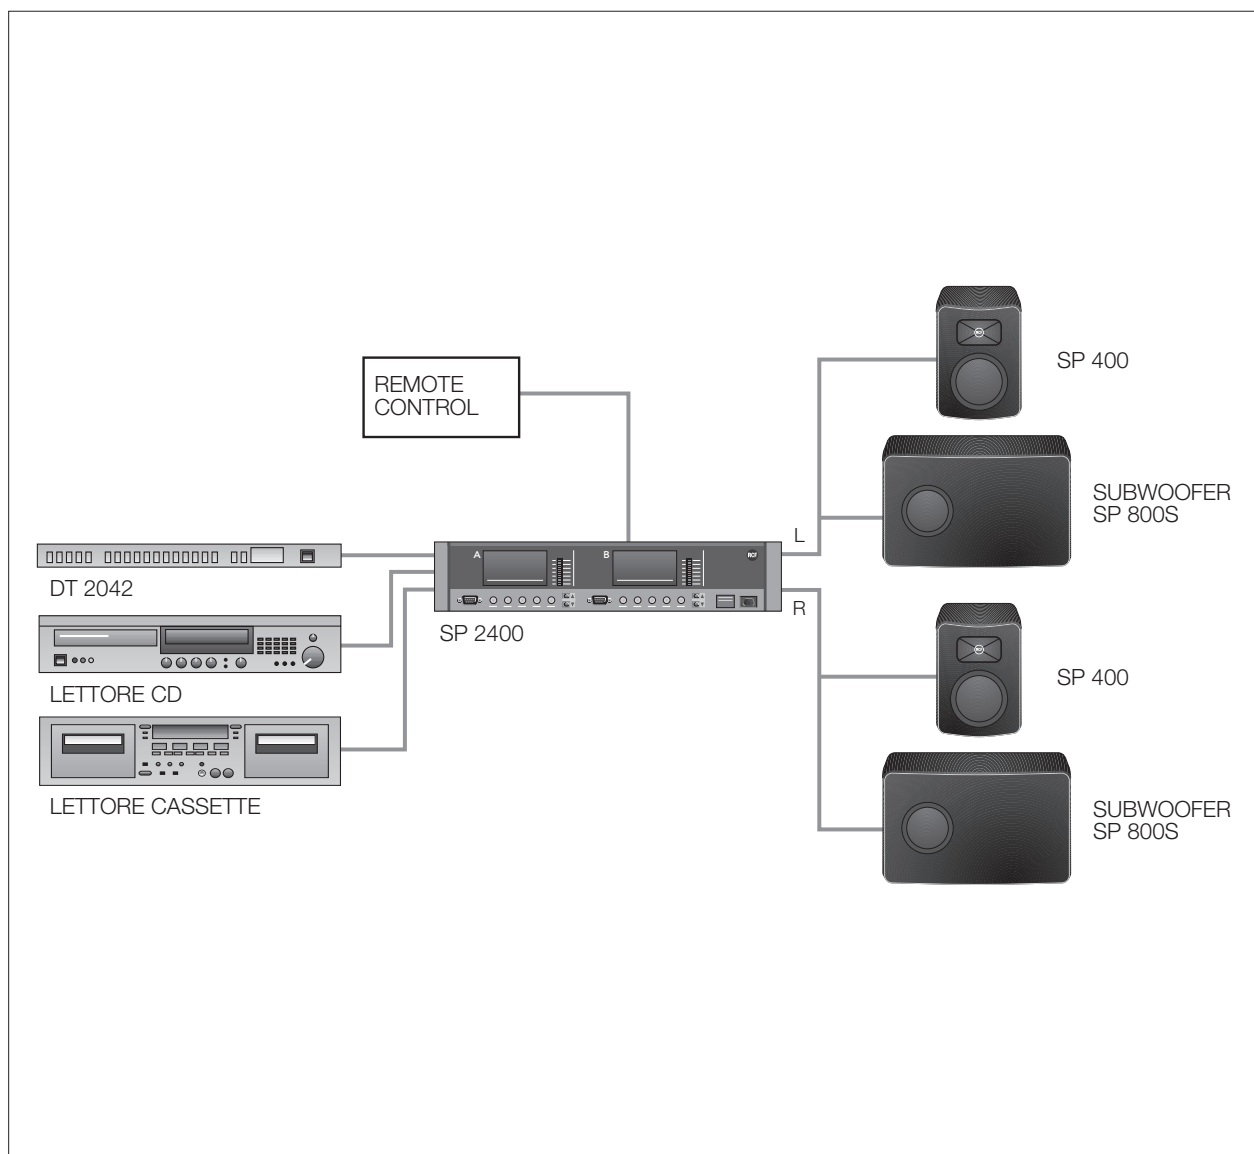 SP 400
REMOTE
CONTROL
SUBWOOFER
SP 800S
L
A
B
RCF
DT 2042
R
SP 2400
LETTORE CD
SP 400
LETTORE CASSETTE
SUBWOOFER
SP 800S